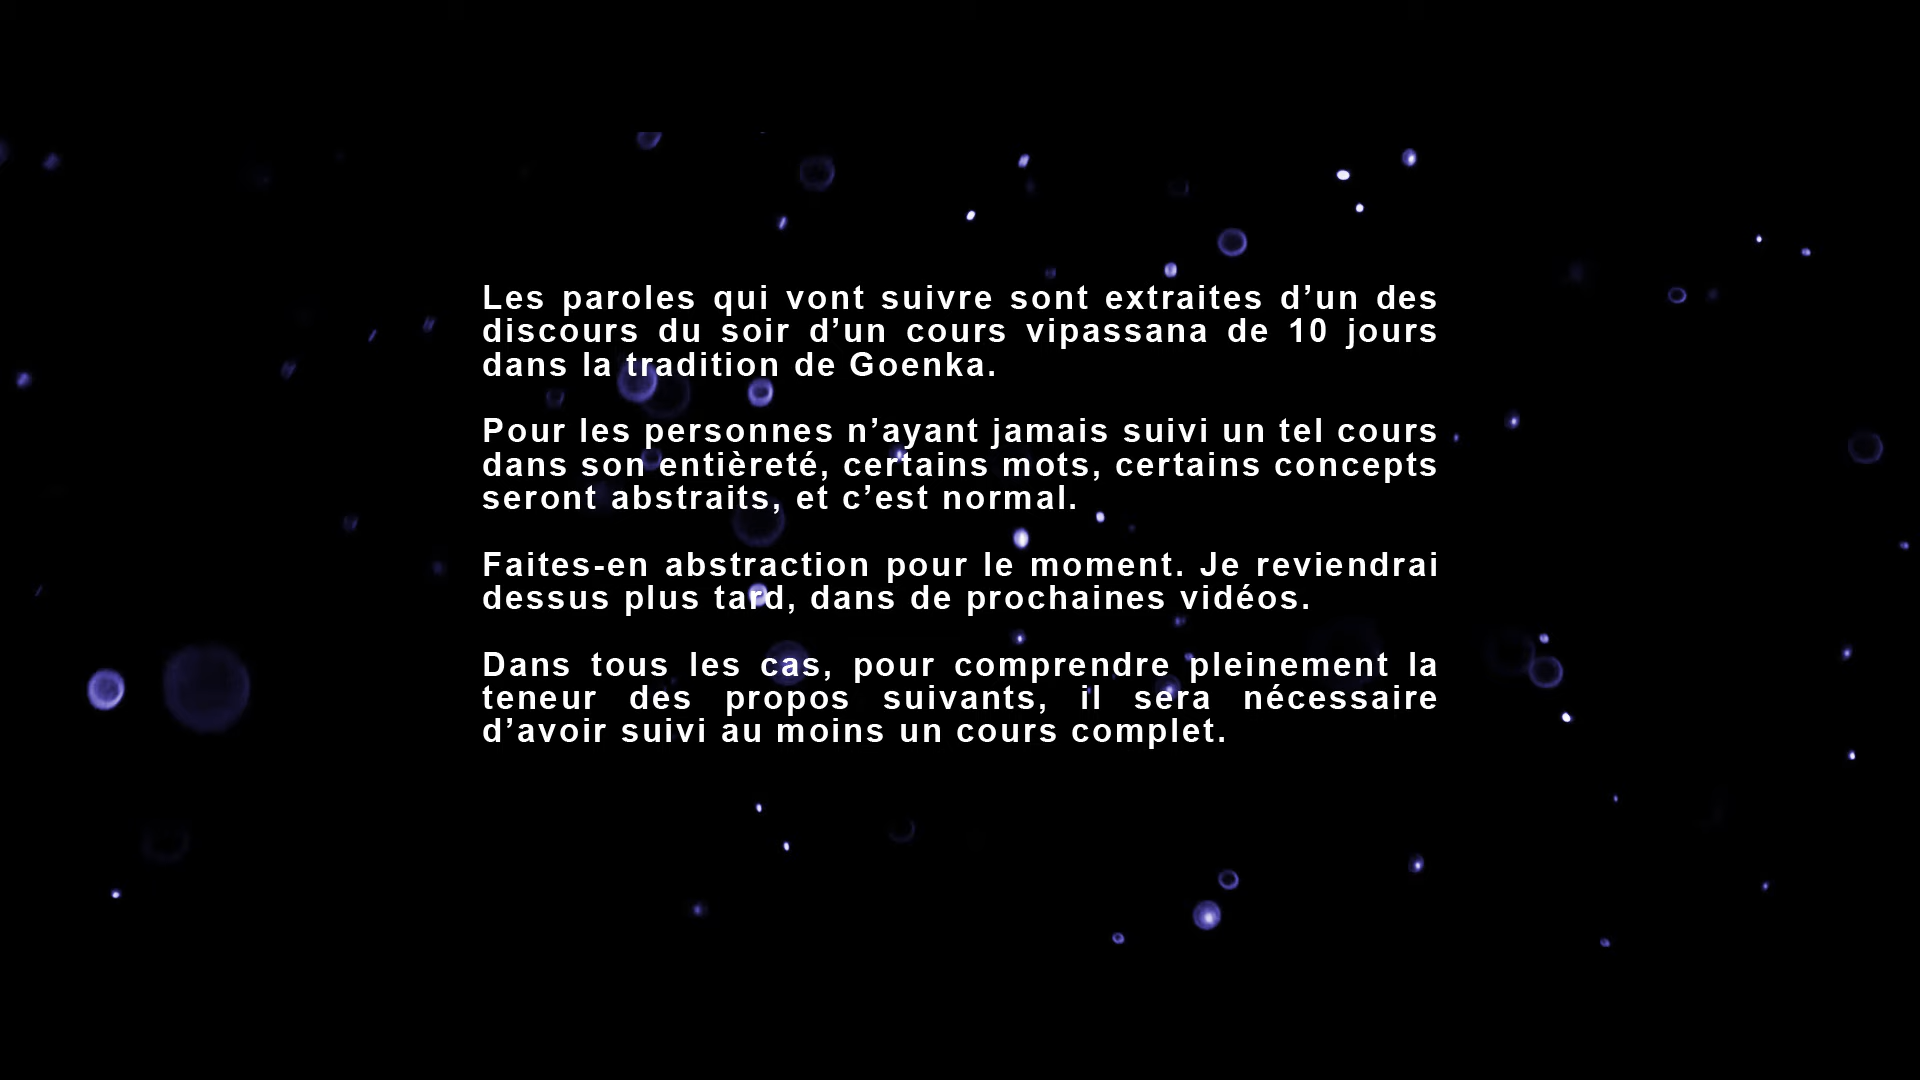 Les paroles qui vont suivre sont extraites d’un des
discours du soir d’un cours vipassana de 10 jours
dans la tradition de Goenka.
Pour les personnes n’ayant jamais suivi un tel cours
dans son entièreté, certains mots, certains concepts
seront abstraits, et c’est normal.
Faites-en abstraction pour le moment. Je reviendrai
dessus plus tard, dans de prochaines vidéos.
Dans tous les cas, pour comprendre pleinement la
teneur des propos suivants, il sera nécessaire
d’avoir suivi au moins un cours complet.